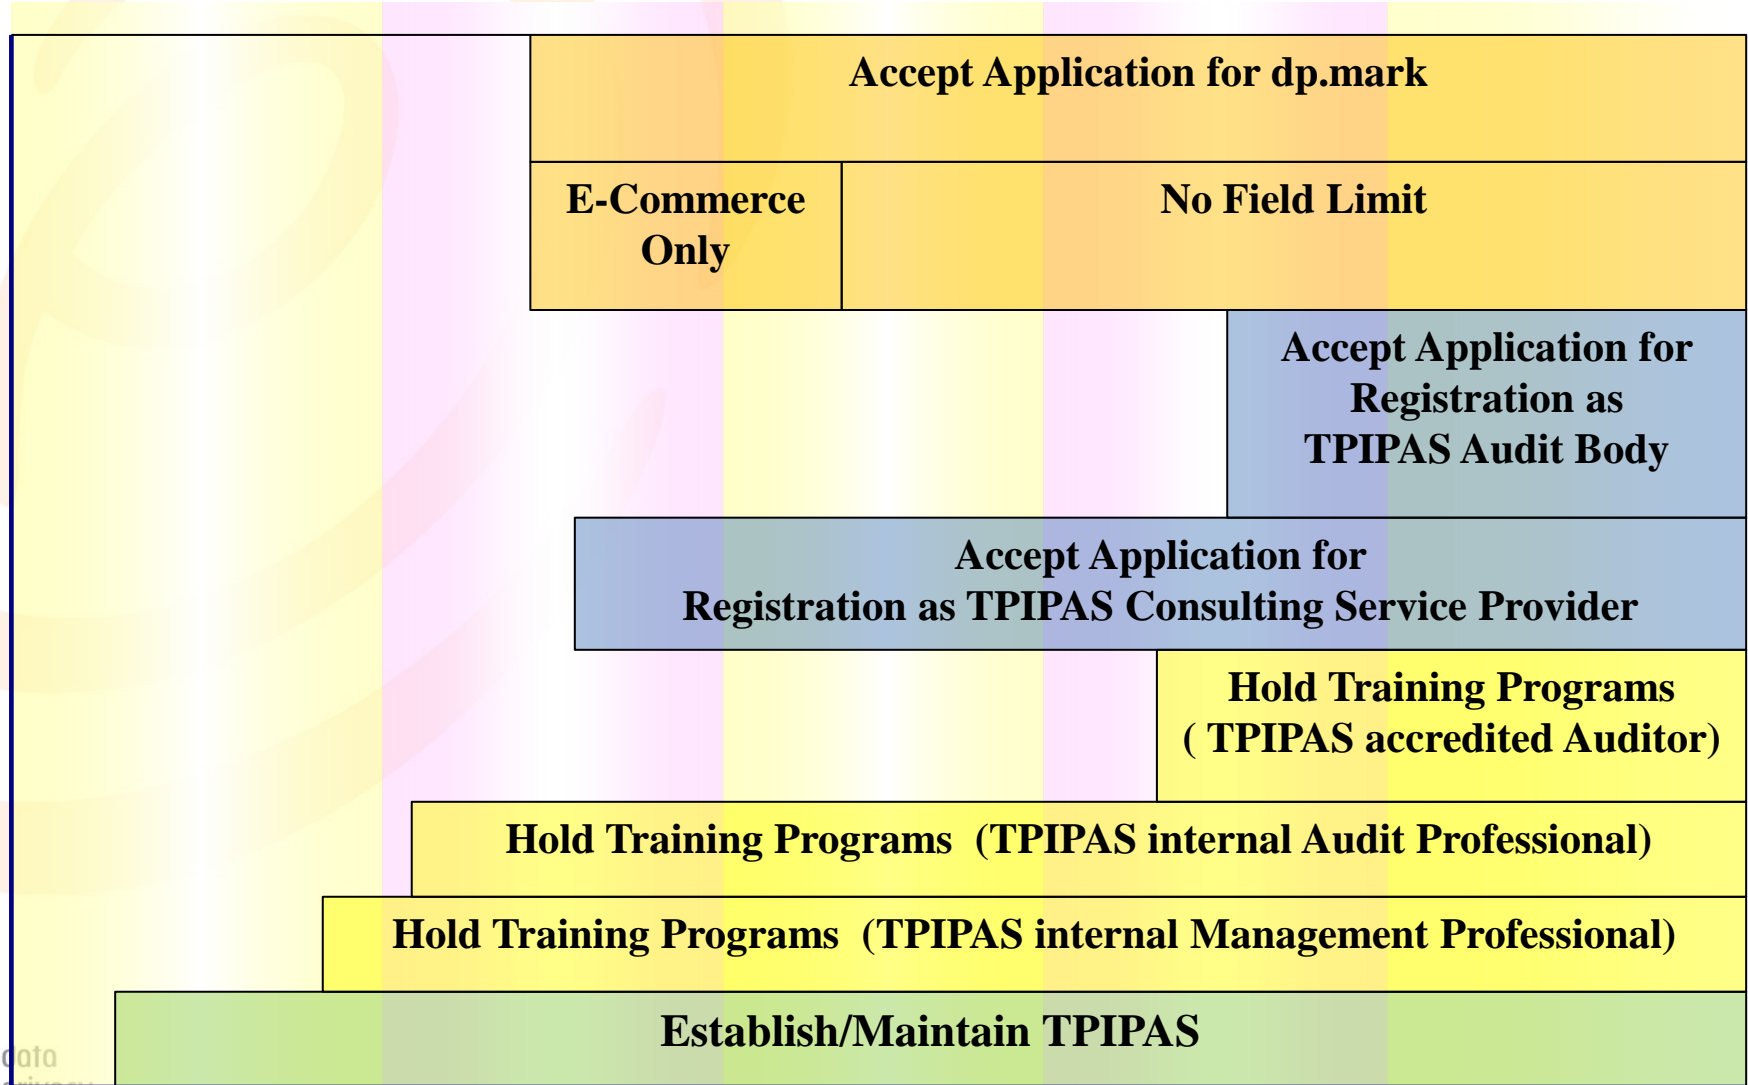 Accept Application for dp.mark
E-Commerce
Only
No Field Limit
Accept Application for
Registration as
TPIPAS Audit Body
Accept Application for
Registration as TPIPAS Consulting Service Provider
Hold Training Programs
( TPIPAS accredited Auditor)
Hold Training Programs  (TPIPAS internal Audit Professional)
Hold Training Programs  (TPIPAS internal Management Professional)
Establish/Maintain TPIPAS
data